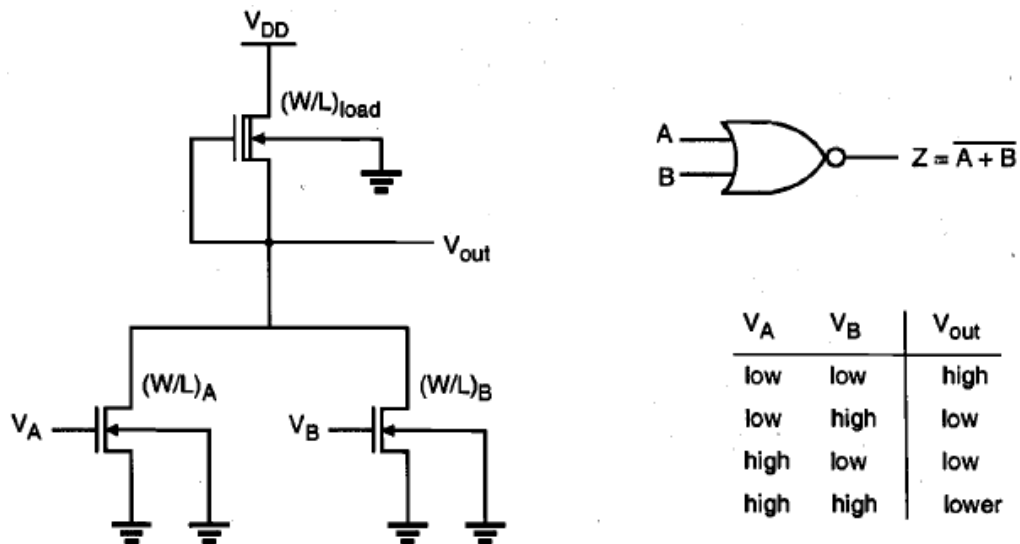 V_DD
(W/L)_load
V_out
(W/L)_A
(W/L)_B
V_A
V_B
A
B
Z = \overline{A + B}
V_A V_B V_out
low low high
low high low
high low low
high high lower